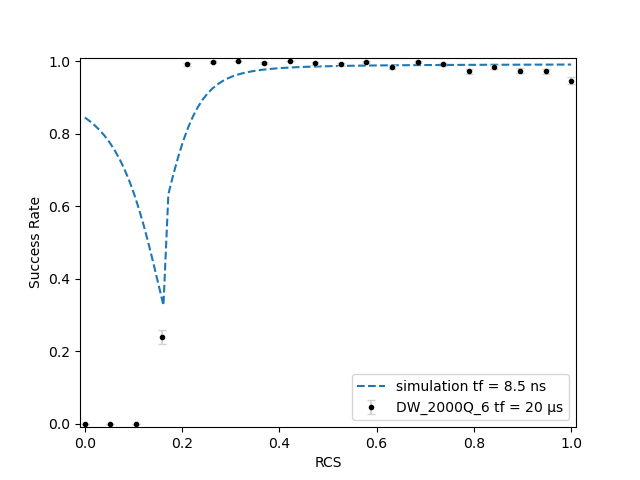 1.0
0.8
0.6
0.4
0.2
0.0
Success Rate
simulation tf = 8.5 ns
DW_2000Q_6 tf = 20 μs
0.0 0.2 0.4 0.6 0.8 1.0
RCS